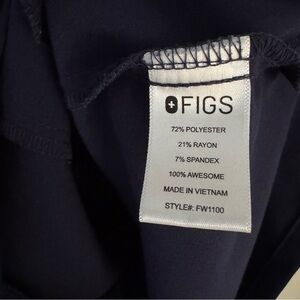 FIGS
72% POLYESTER
21% RAYON
7% SPANDEX
100% AWESOME
MADE IN VIETNAM
STYLE#: FW1100